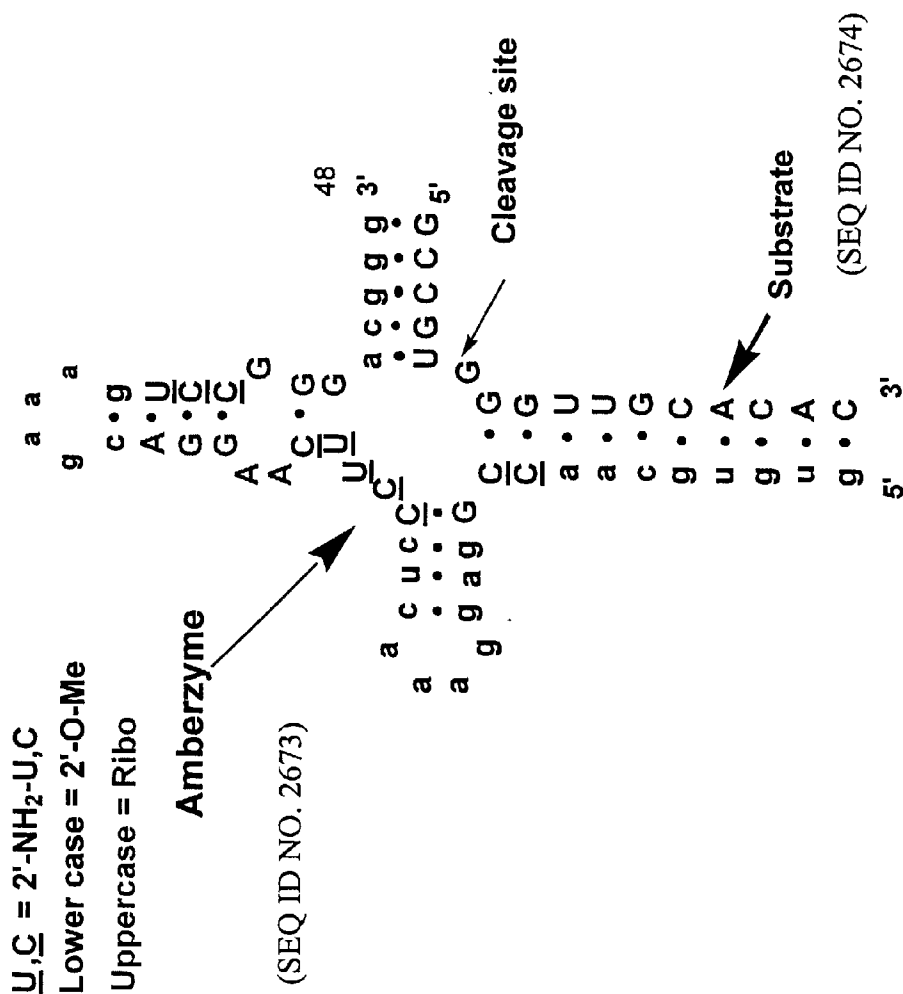 U,C = 2'-NH₂-U,C
Lower case = 2'-O-Me
Uppercase = Ribo
Amberzyme
(SEQ ID NO. 2673)
a a
g a
c • g
A • U
G • C
G • C
A G
A C • G
U G
48
U
a c g g g 3'
C
• • • • •
a
c u c C
U G C C G 5'
a
• • • •
a g a g G
G
g
Cleavage site
C • G
C • G
a • U
a • U
c • G
g • C
u • A
g • C
u • A
g • C
5' 3'
Substrate
(SEQ ID NO. 2674)